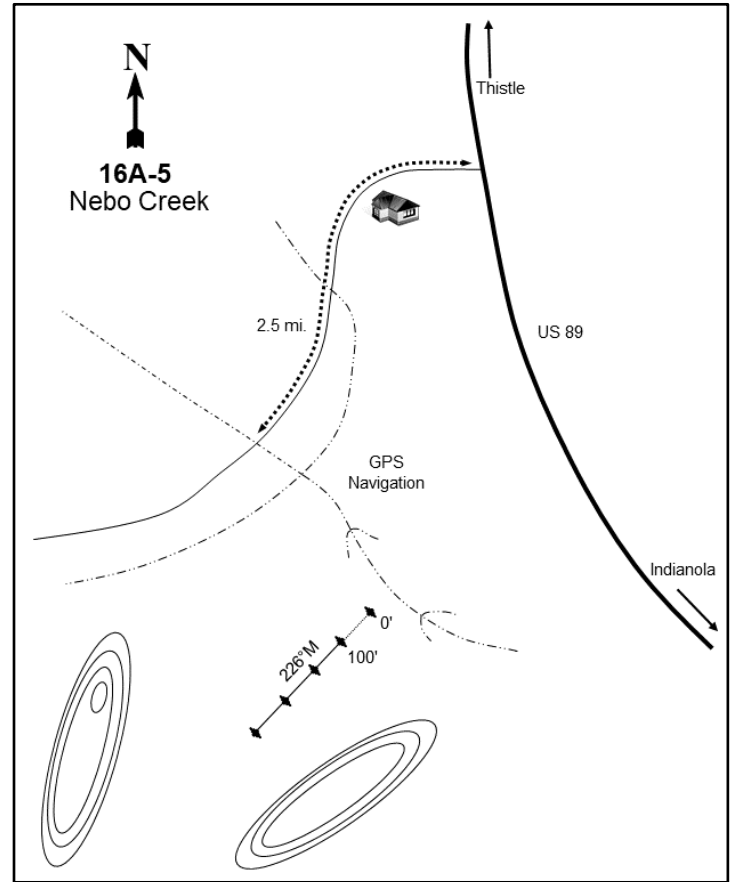 N
16A-5
Nebo Creek
Thistle
2.5 mi.
US 89
GPS
Navigation
Indianola
226°M
0'
100'